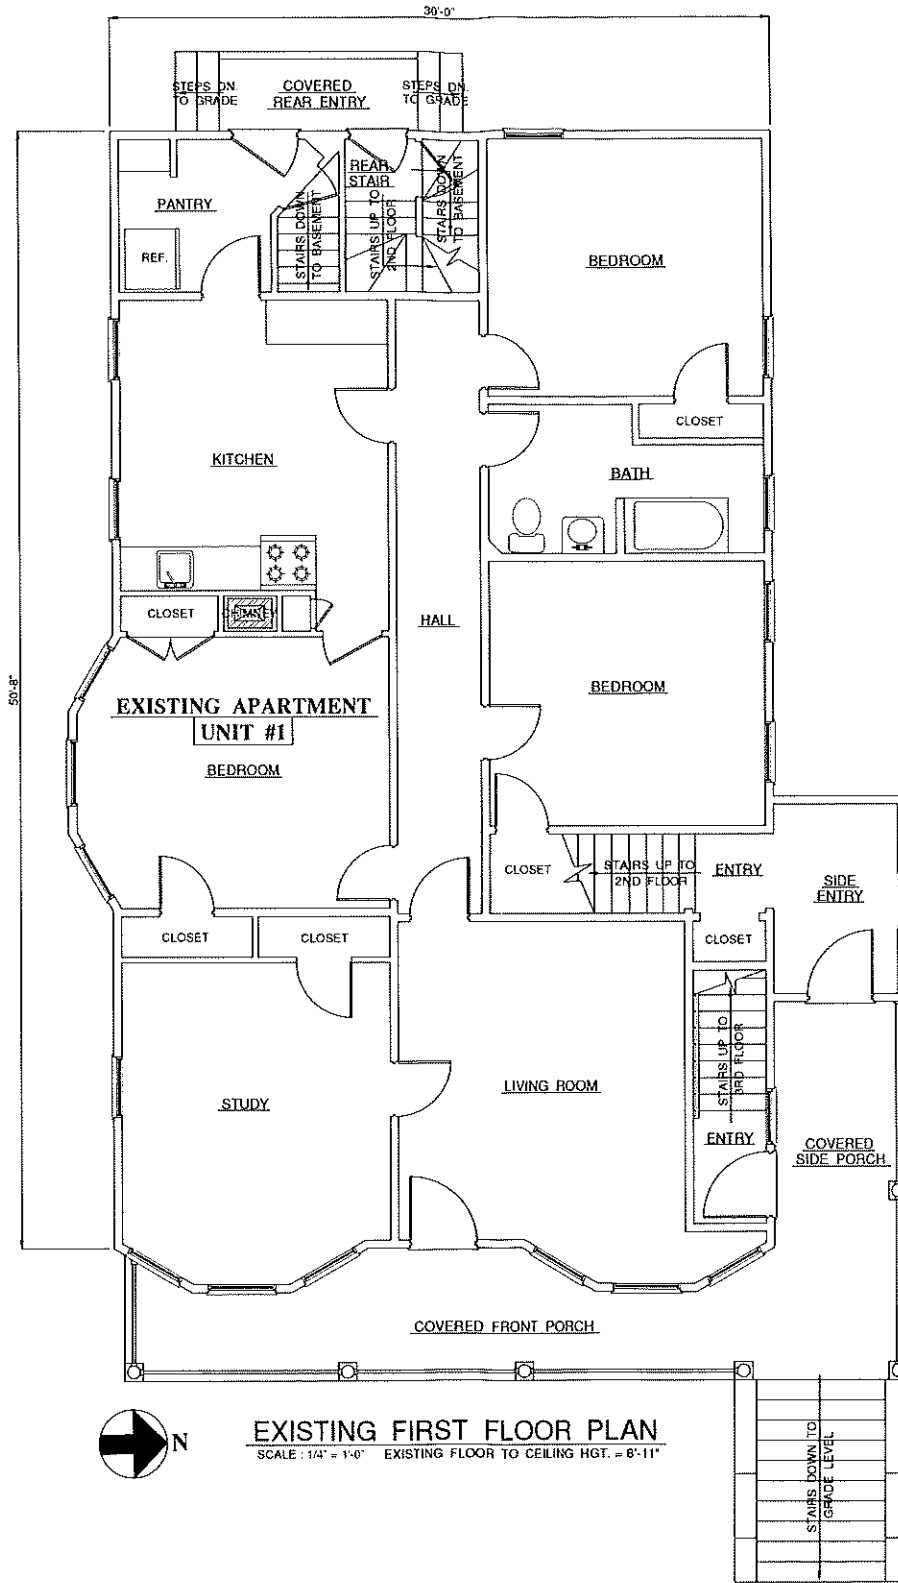 30'-0"
STEPS DN.
TO GRADE
COVERED
REAR ENTRY
STEPS DN.
TO GRADE
REAR
STAIR
PANTRY
REF.
STAIRS DOWN
TO BASEMENT
STAIRS UP TO
2ND FLOOR
STAIRS DOWN
TO BASEMENT
BEDROOM
CLOSET
KITCHEN
BATH
CLOSET
CHIMNEY
HALL
50'-8"
EXISTING APARTMENT
UNIT #1
BEDROOM
BEDROOM
CLOSET
STAIRS UP TO
2ND FLOOR
ENTRY
SIDE
ENTRY
CLOSET
CLOSET
CLOSET
STAIRS UP TO
3RD FLOOR
STUDY
LIVING ROOM
ENTRY
COVERED
SIDE PORCH
COVERED FRONT PORCH
N
EXISTING FIRST FLOOR PLAN
SCALE : 1/4" = 1'-0" EXISTING FLOOR TO CEILING HGT. = 8'-11"
STAIRS DOWN TO
GRADE LEVEL